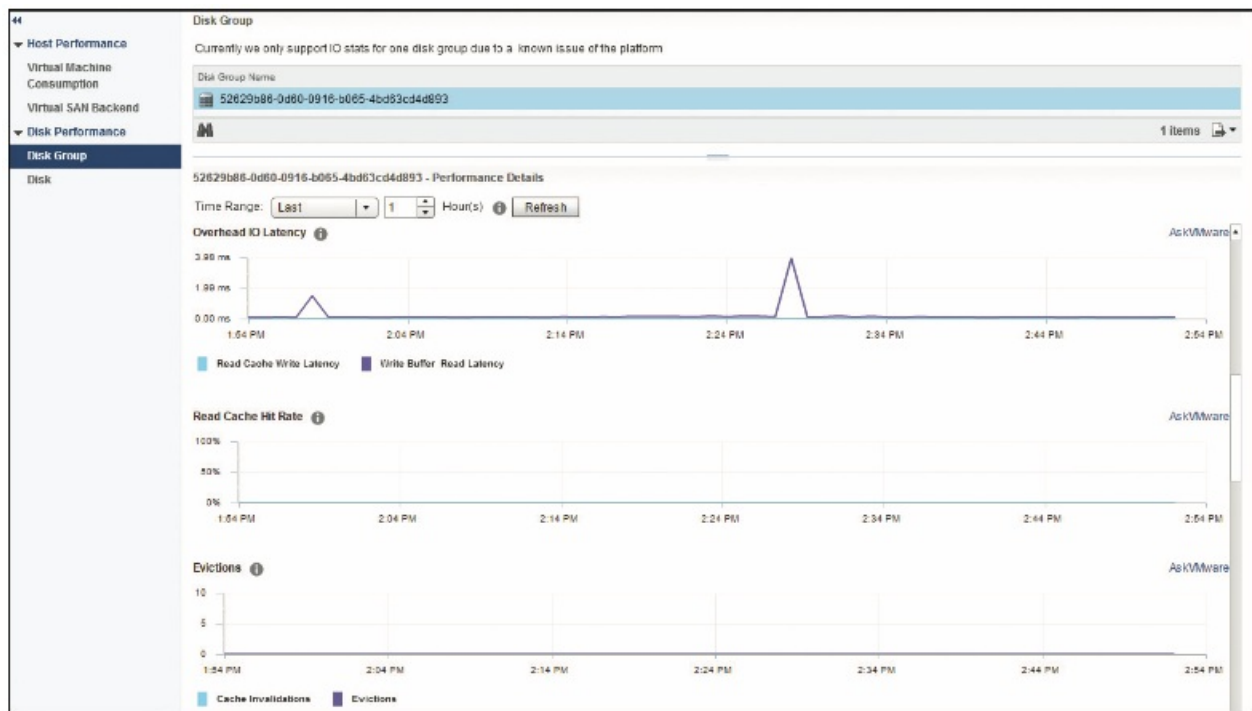 Disk Group
Host Performance
Currently we only support IO stats for one disk group due to a known issue of the platform
Virtual Machine
Consumption
Disk Group Name
Virtual SAN Backend
52629b86-0d60-0916-b065-4bd63cd4d893
Disk Performance
1 items
Disk Group
Disk
52629b86-0d60-0916-b065-4bd63cd4d893 - Performance Details
Time Range: Last 1 Hour(s) Refresh
Overhead IO Latency AskVMware
3.98 ms
1.99 ms
0.00 ms
1:54 PM 2:04 PM 2:14 PM 2:24 PM 2:34 PM 2:44 PM 2:54 PM
Read Cache Write Latency Write Buffer Read Latency
Read Cache Hit Rate AskVMware
100%
50%
0%
1:54 PM 2:04 PM 2:14 PM 2:24 PM 2:34 PM 2:44 PM 2:54 PM
Evictions AskVMware
10
5
0
1:54 PM 2:04 PM 2:14 PM 2:24 PM 2:34 PM 2:44 PM 2:54 PM
Cache Invalidations Evictions